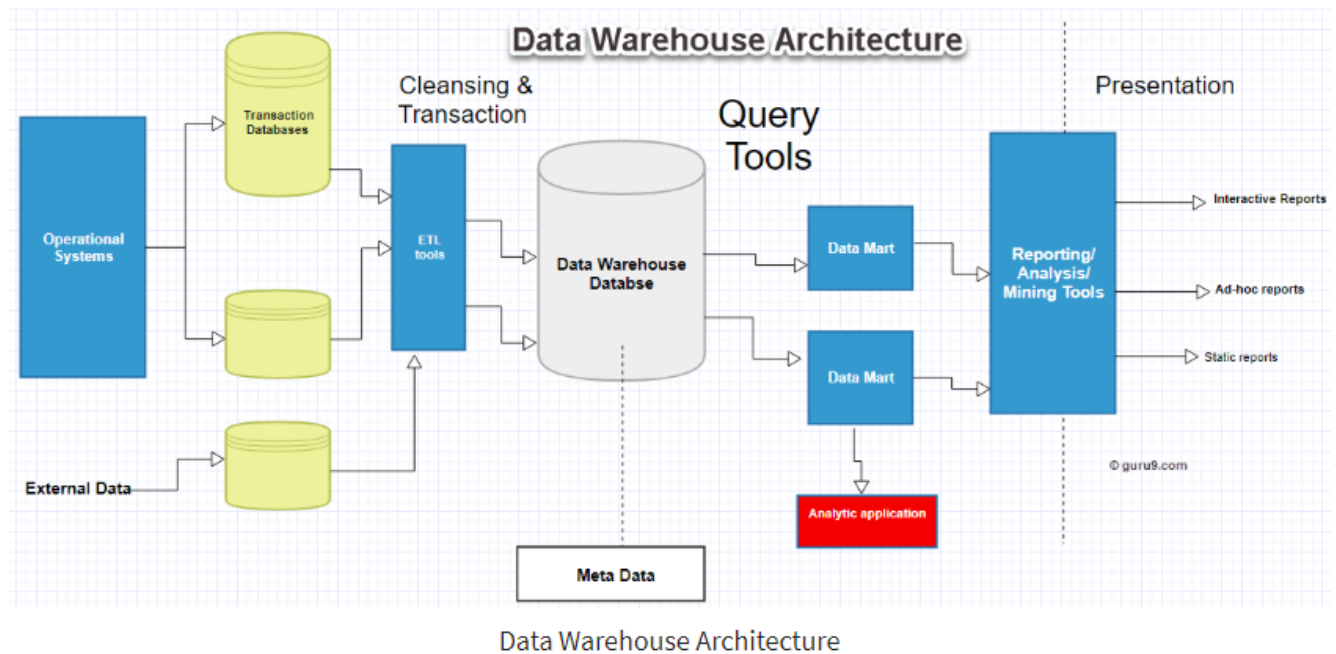 Data Warehouse Architecture
Cleansing &
Transaction
Presentation
Query
Tools
Transaction
Databases
Operational
Systems
ETL
tools
Data Warehouse
Databse
Data Mart
Data Mart
Reporting/
Analysis/
Mining Tools
Interactive Reports
Ad-hoc reports
Static reports
External Data
© guru9.com
Analytic application
Meta Data
Data Warehouse Architecture